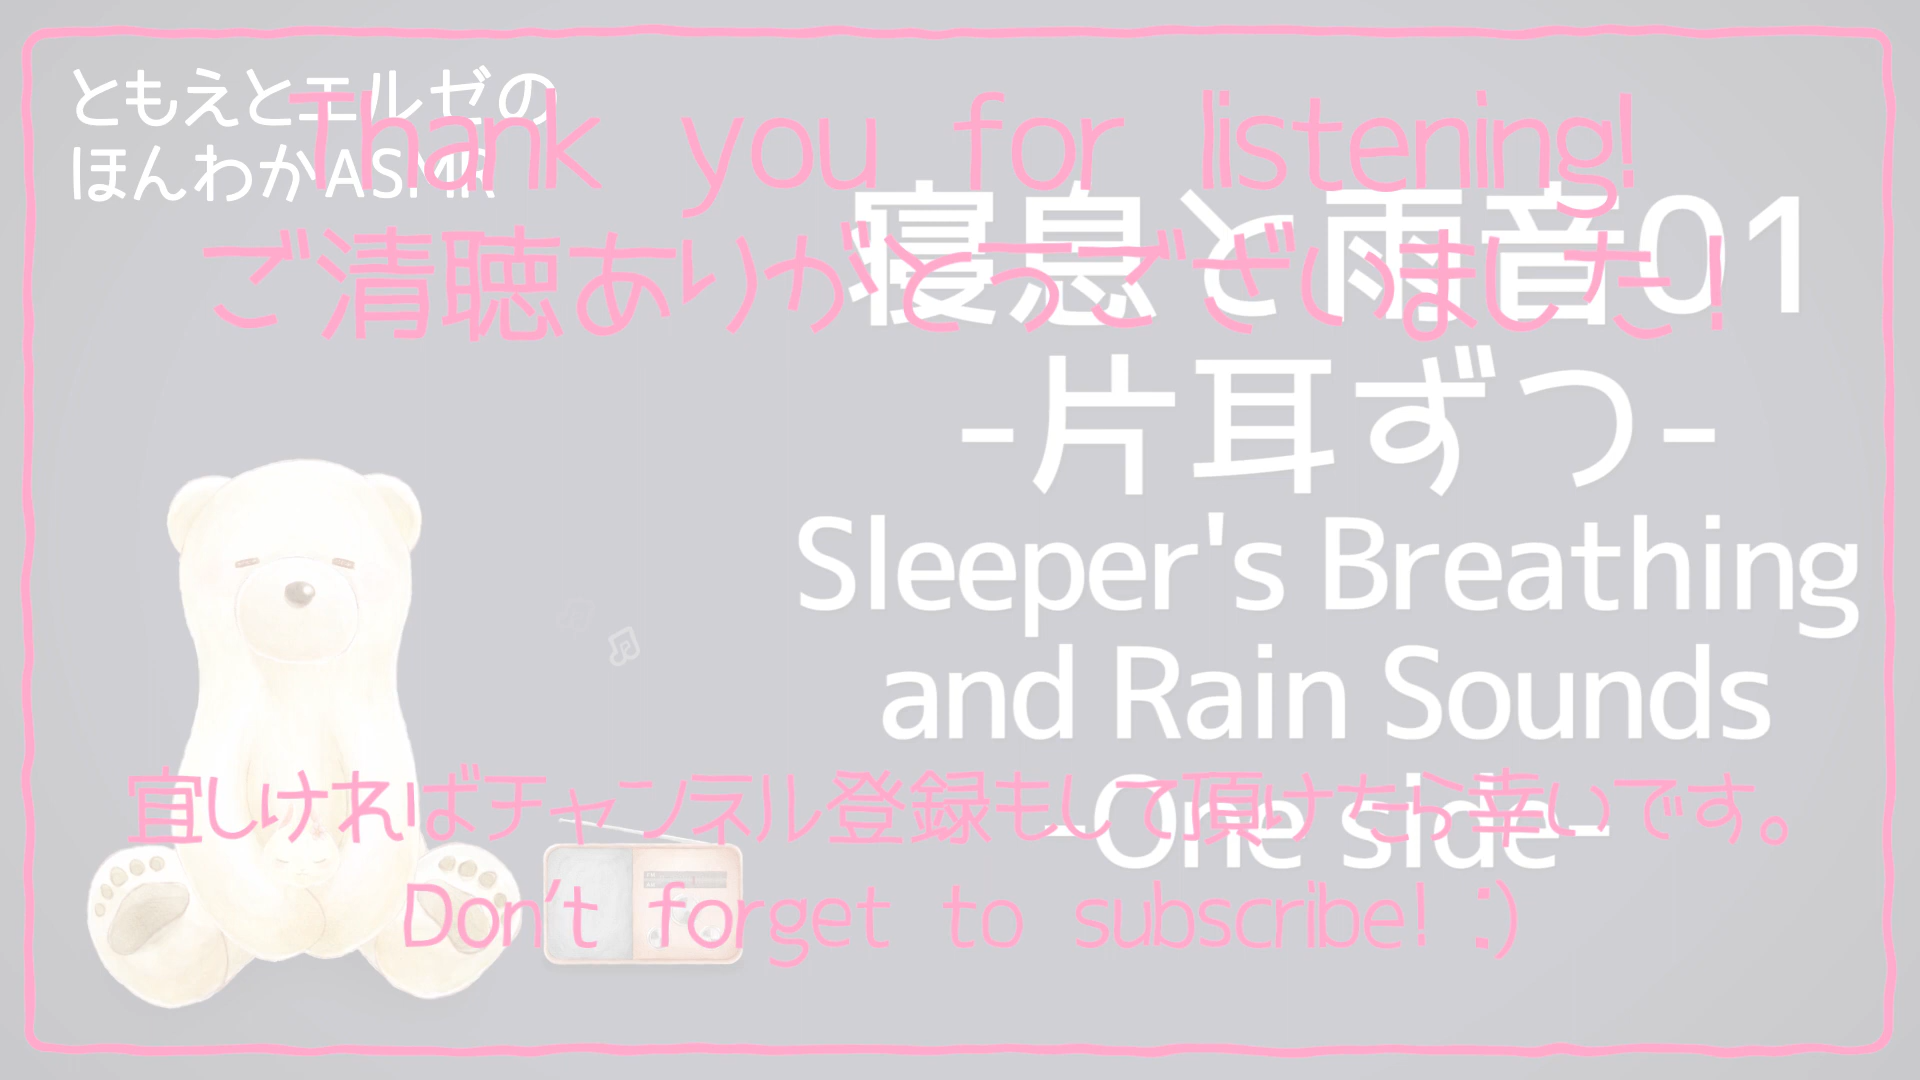 ともえとエルゼの
ほんわかASMR
Thank you for listening!
ご清聴ありがとうございました!
寝息と雨音01
-片耳ずつ-
Sleeper's Breathing
and Rain Sounds
-One side-
宜しければチャンネル登録もして頂けたら幸いです。
Don't forget to subscribe! :)